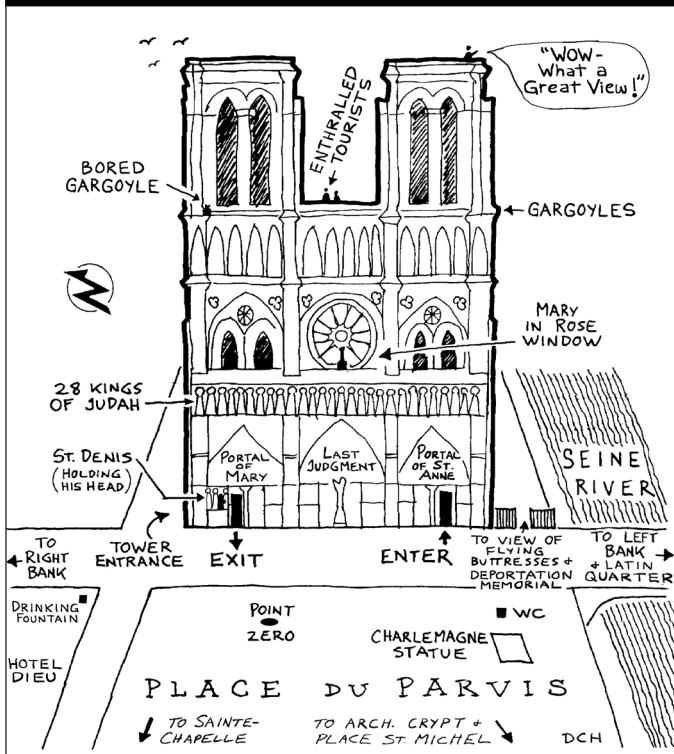 "WOW-
What a
Great View!"
ENTHRALLED
TOURISTS
BORED
GARGOYLE
GARGOYLES
N
MARY
IN ROSE
WINDOW
28 KINGS
OF JUDAH
ST. DENIS
(HOLDING
HIS HEAD)
PORTAL
OF
MARY
LAST
JUDGMENT
PORTAL
OF ST.
ANNE
SEINE
RIVER
TO
RIGHT
BANK
TOWER
ENTRANCE
EXIT
ENTER
TO VIEW OF
FLYING
BUTTRESSES +
DEPORTATION
MEMORIAL
TO LEFT
BANK
+ LATIN
QUARTER
DRINKING
FOUNTAIN
HOTEL
DIEU
POINT
ZERO
WC
CHARLEMAGNE
STATUE
PLACE DU PARVIS
TO SAINTE-
CHAPELLE
TO ARCH. CRYPT +
PLACE ST. MICHEL
DCH